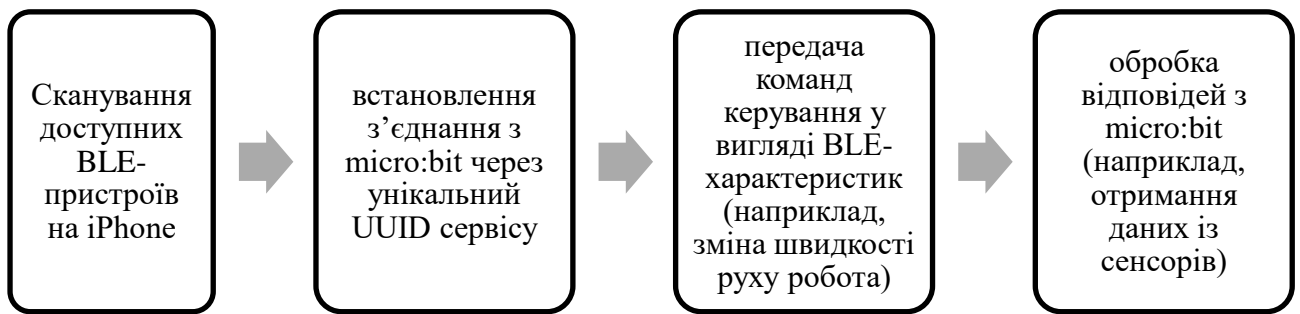 Сканування
доступних
BLE-
пристроїв
на iPhone
встановлення
з’єднання з
micro:bit через
унікальний
UUID сервісу
передача
команд
керування у
вигляді BLE-
характеристик
(наприклад,
зміна швидкості
руху робота)
обробка
відповідей з
micro:bit
(наприклад,
отримання
даних із
сенсорів)